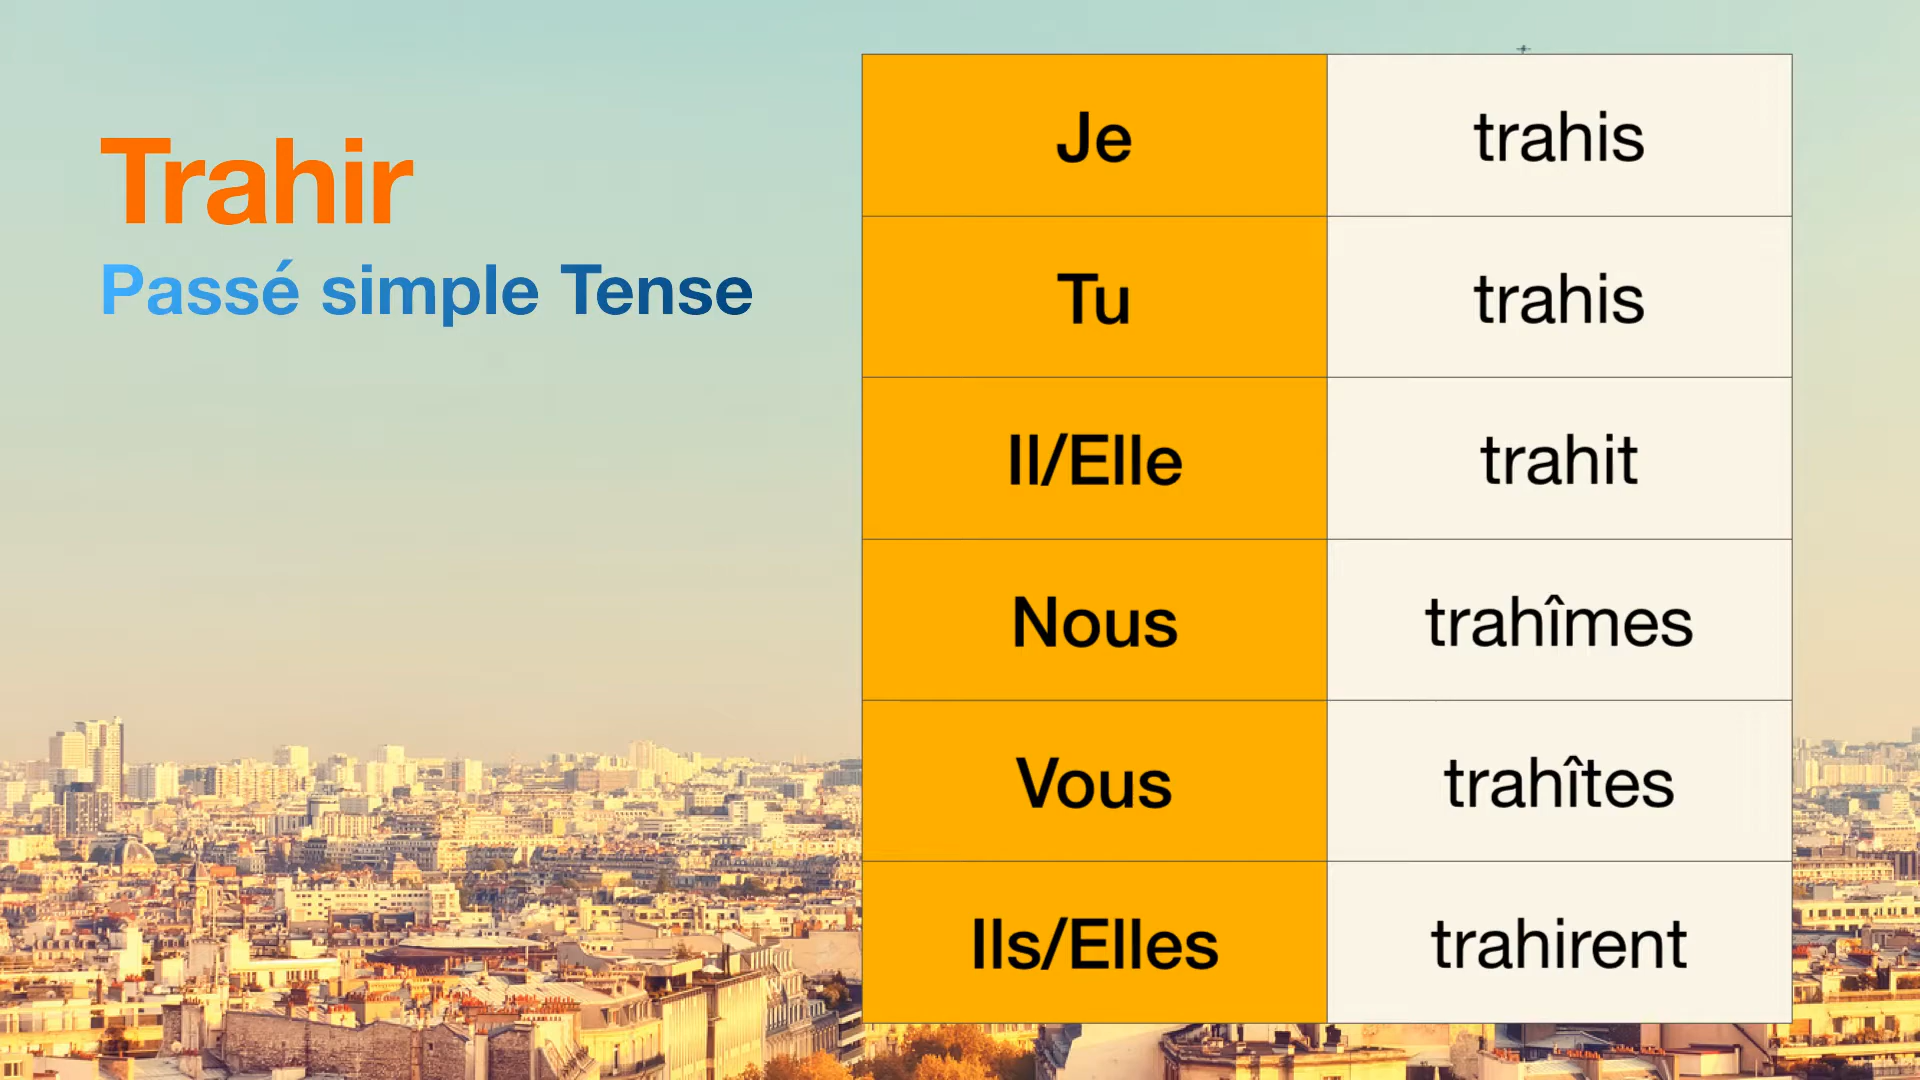 Trahir
Passé simple Tense
Je trahis
Tu trahis
Il/Elle trahit
Nous trahîmes
Vous trahîtes
Ils/Elles trahirent